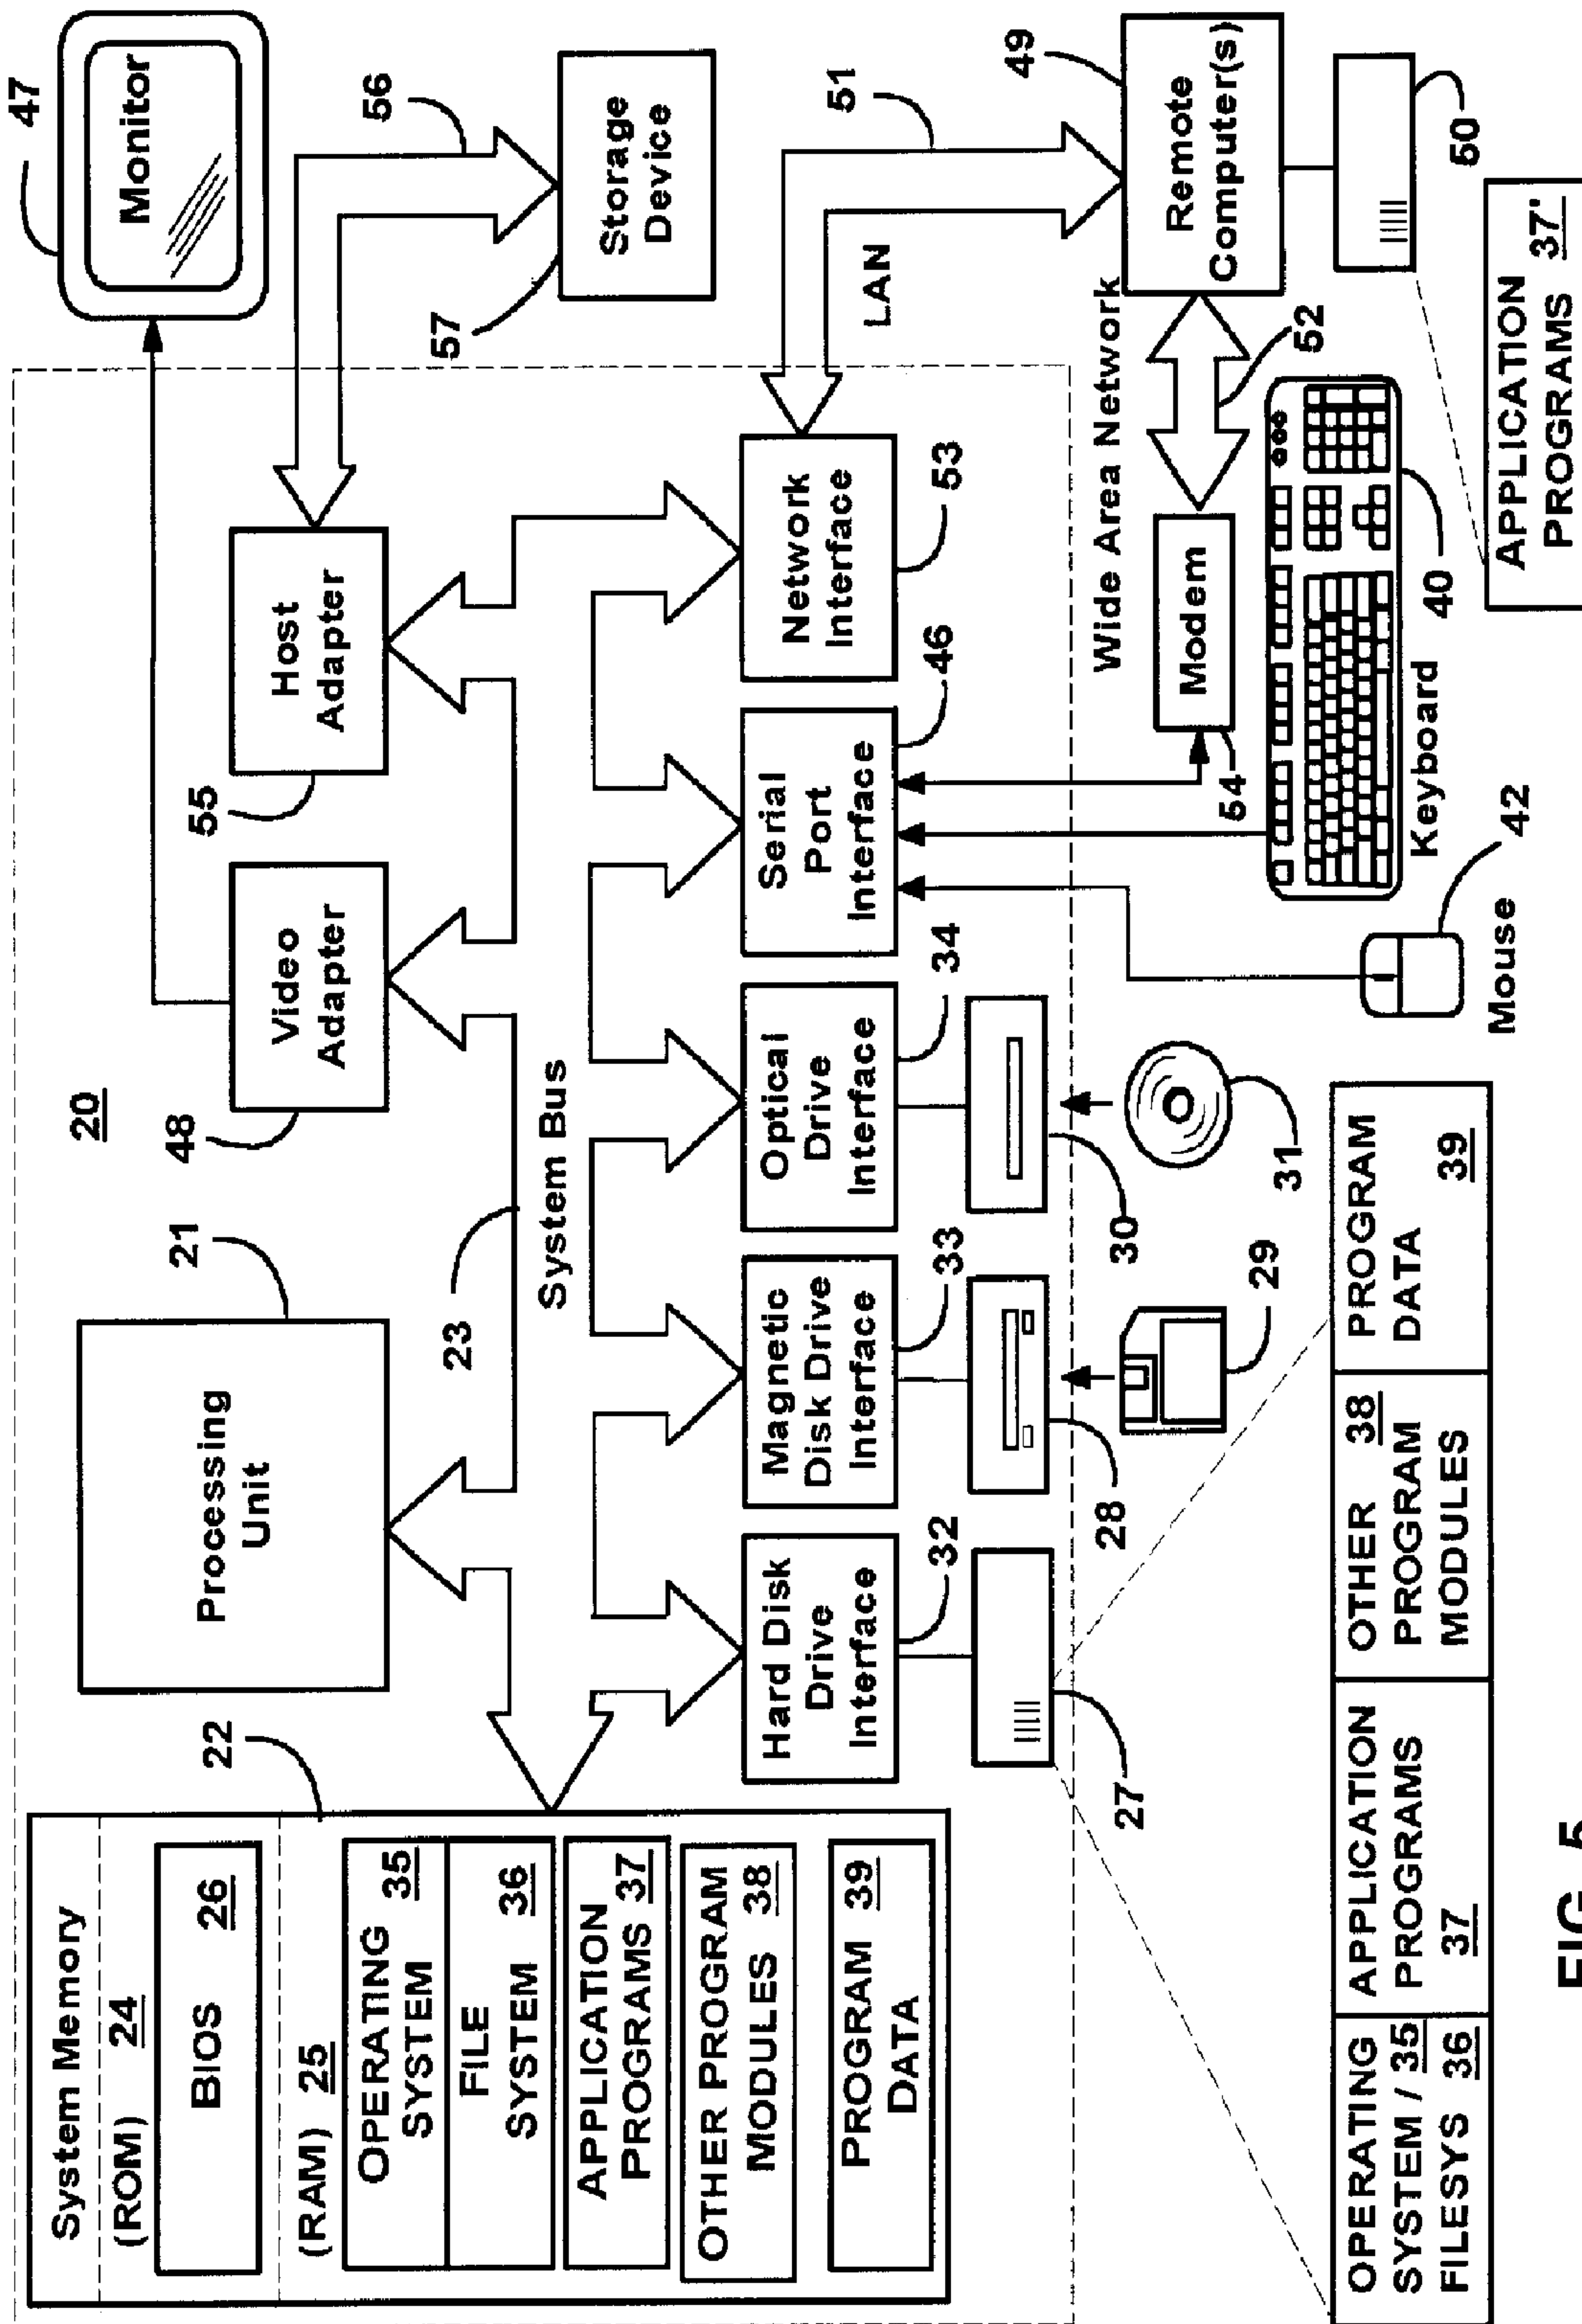 System Memory
(ROM) 24
BIOS 26
(RAM) 25
OPERATING
SYSTEM 35
FILE
SYSTEM 36
APPLICATION
PROGRAMS 37
OTHER PROGRAM
MODULES 38
PROGRAM 39
DATA
22
Processing
Unit
21
20
Video
Adapter
48
Host
Adapter
55
Monitor
47
56
Storage
Device
57
23
System Bus
Hard Disk
Drive
Interface
32
Magnetic
Disk Drive
Interface
33
Optical
Drive
Interface
34
Serial
Port
Interface
46
Network
Interface
53
LAN
51
27
28
29
30
31
Wide Area Network
52
Modem
54
Remote
Computer(s)
49
50
Keyboard
40
Mouse
42
OPERATING
SYSTEM / 35
FILESYS 36
APPLICATION
PROGRAMS
37
OTHER 38
PROGRAM
MODULES
PROGRAM
DATA 39
APPLICATION
PROGRAMS 37'